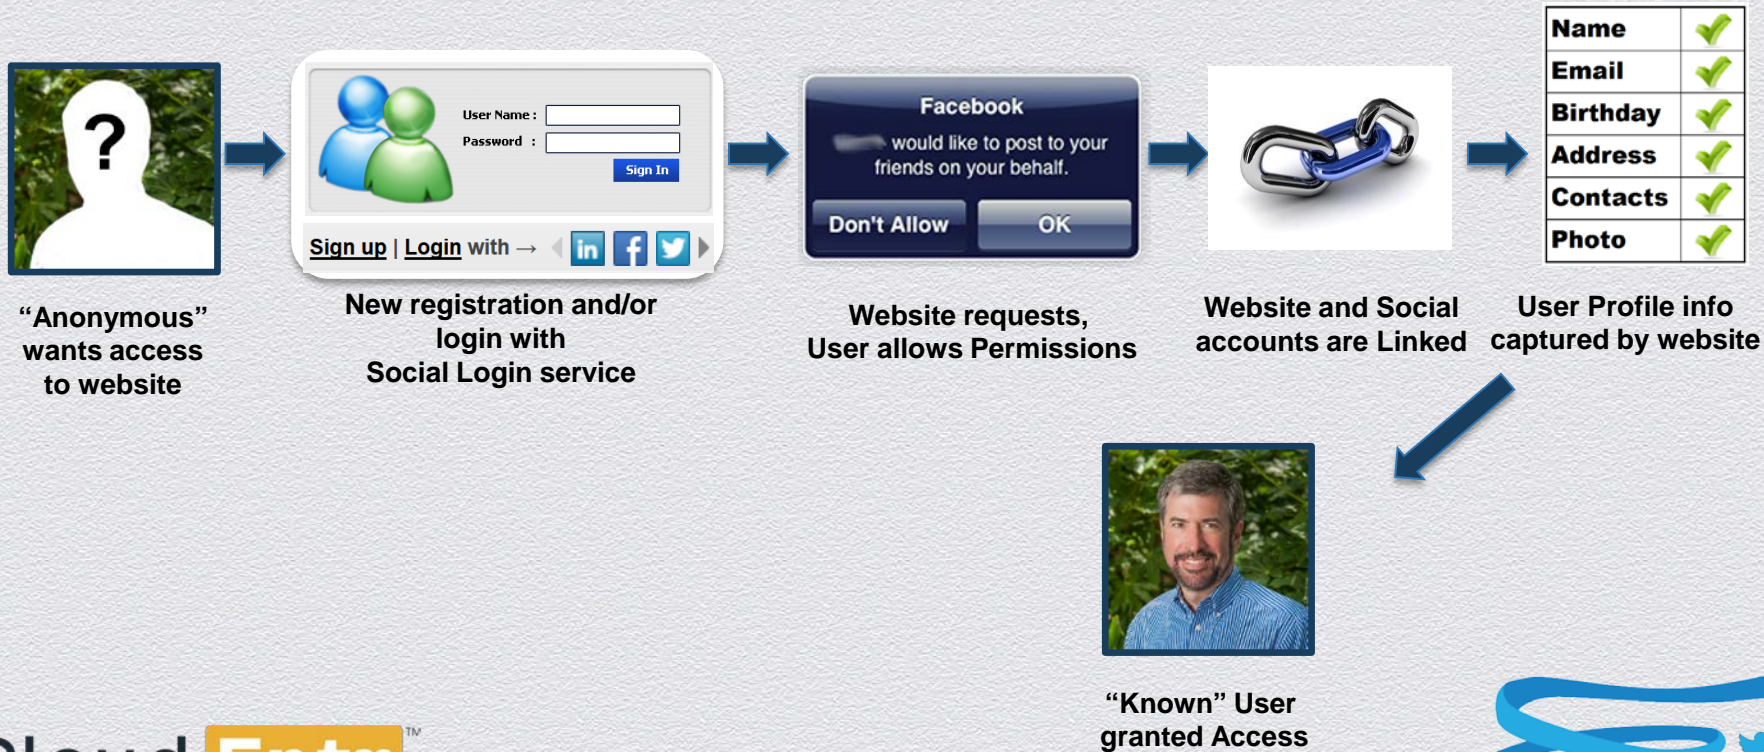 ?
User Name :
Password :
Sign In
Sign up | Login with →
in f
Facebook
would like to post to your
friends on your behalf.
Don't Allow
OK
Name
Email
Birthday
Address
Contacts
Photo
“Anonymous”
wants access
to website
New registration and/or
login with
Social Login service
Website requests,
User allows Permissions
Website and Social
accounts are Linked
User Profile info
captured by website
“Known” User
granted Access
TM